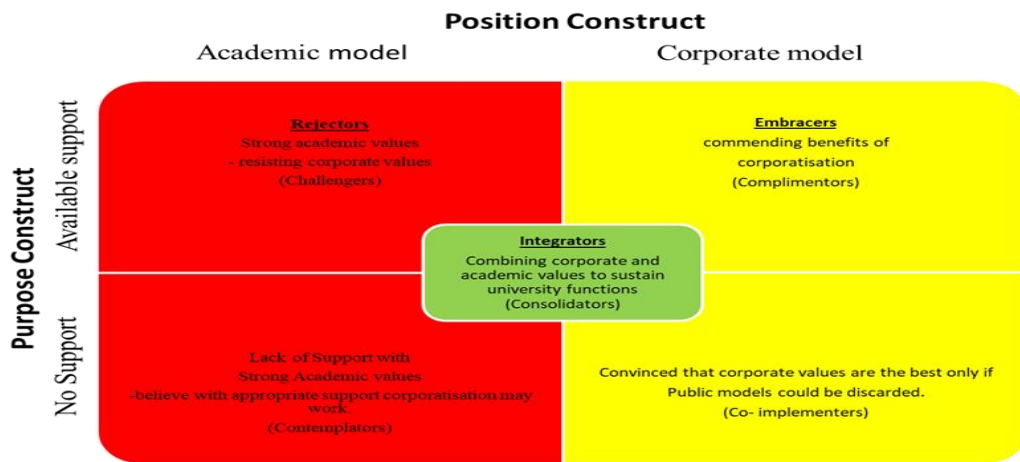 Position Construct
Academic model
Corporate model
Purpose Construct
Available support
No Support
Rejectors
Strong academic values
- resisting corporate values
(Challengers)
Embracers
commending benefits of
corporatisation
(Complimentors)
Integrators
Combining corporate and
academic values to sustain
university functions
(Consolidators)
Lack of Support with
Strong Academic values
-believe with appropriate support corporatisation may
work.
(Contemplators)
Convinced that corporate values are the best only if
Public models could be discarded.
(Co- implementers)